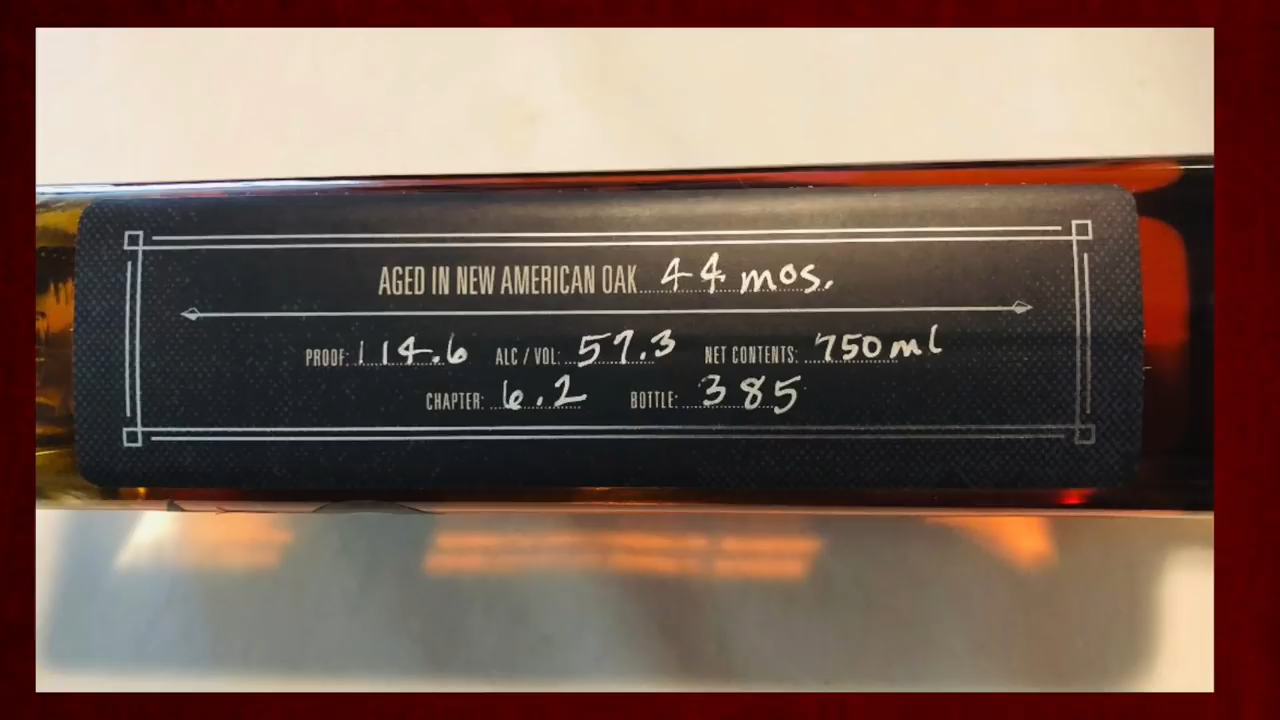 AGED IN NEW AMERICAN OAK 44 mos.
PROOF: 114.6 ALC / VOL: 57.3 NET CONTENTS: 750ml
CHAPTER: 6.2 BOTTLE: 385